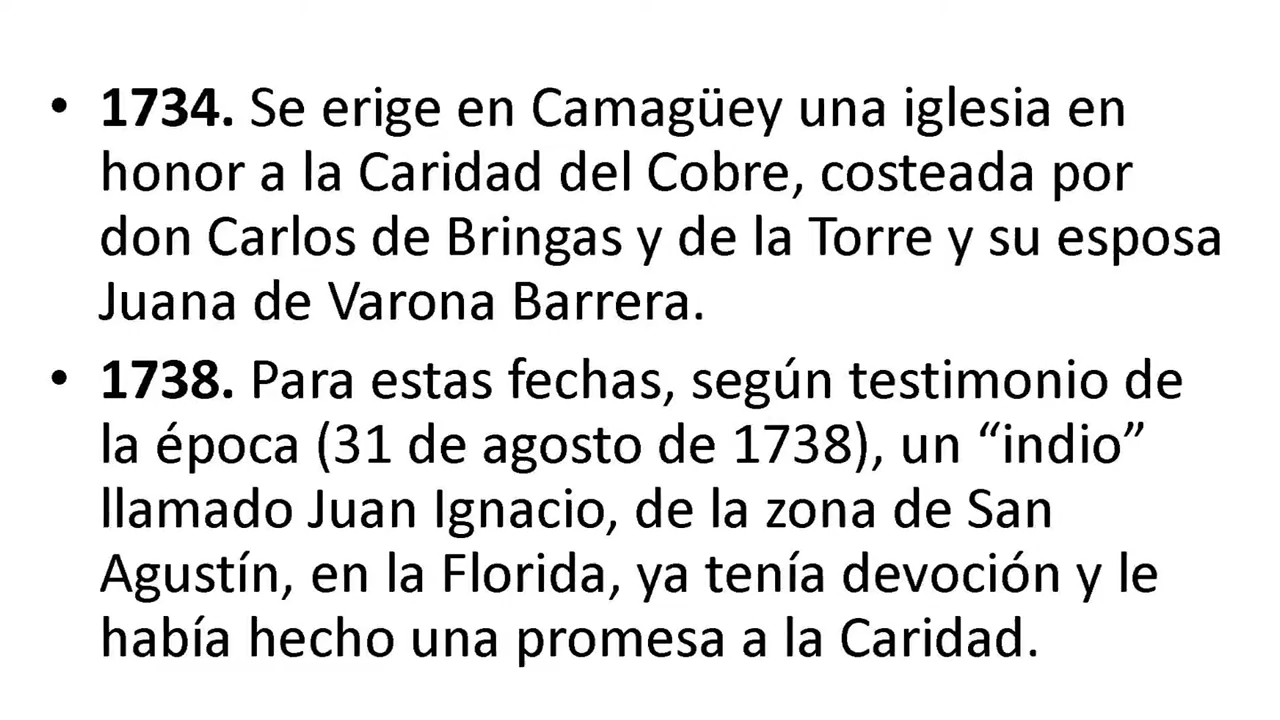 • 1734. Se erige en Camagüey una iglesia en
honor a la Caridad del Cobre, costeada por
don Carlos de Bringas y de la Torre y su esposa
Juana de Varona Barrera.
• 1738. Para estas fechas, según testimonio de
la época (31 de agosto de 1738), un “indio”
llamado Juan Ignacio, de la zona de San
Agustín, en la Florida, ya tenía devoción y le
había hecho una promesa a la Caridad.